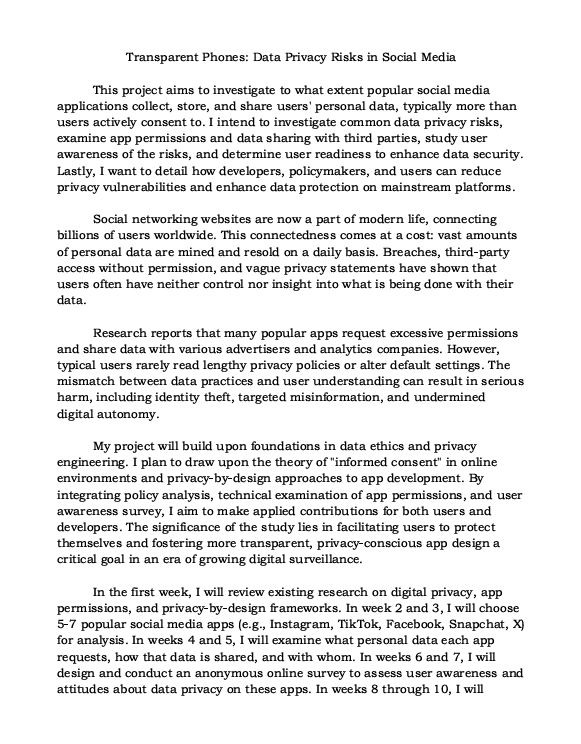 Transparent Phones: Data Privacy Risks in Social Media
This project aims to investigate to what extent popular social media
applications collect, store, and share users' personal data, typically more than
users actively consent to. I intend to investigate common data privacy risks,
examine app permissions and data sharing with third parties, study user
awareness of the risks, and determine user readiness to enhance data security.
Lastly, I want to detail how developers, policymakers, and users can reduce
privacy vulnerabilities and enhance data protection on mainstream platforms.
Social networking websites are now a part of modern life, connecting
billions of users worldwide. This connectedness comes at a cost: vast amounts
of personal data are mined and resold on a daily basis. Breaches, third-party
access without permission, and vague privacy statements have shown that
users often have neither control nor insight into what is being done with their
data.
Research reports that many popular apps request excessive permissions
and share data with various advertisers and analytics companies. However,
typical users rarely read lengthy privacy policies or alter default settings. The
mismatch between data practices and user understanding can result in serious
harm, including identity theft, targeted misinformation, and undermined
digital autonomy.
My project will build upon foundations in data ethics and privacy
engineering. I plan to draw upon the theory of "informed consent" in online
environments and privacy-by-design approaches to app development. By
integrating policy analysis, technical examination of app permissions, and user
awareness survey, I aim to make applied contributions for both users and
developers. The significance of the study lies in facilitating users to protect
themselves and fostering more transparent, privacy-conscious app design a
critical goal in an era of growing digital surveillance.
In the first week, I will review existing research on digital privacy, app
permissions, and privacy-by-design frameworks. In week 2 and 3, I will choose
5-7 popular social media apps (e.g., Instagram, TikTok, Facebook, Snapchat, X)
for analysis. In weeks 4 and 5, I will examine what personal data each app
requests, how that data is shared, and with whom. In weeks 6 and 7, I will
design and conduct an anonymous online survey to assess user awareness and
attitudes about data privacy on these apps. In weeks 8 through 10, I will